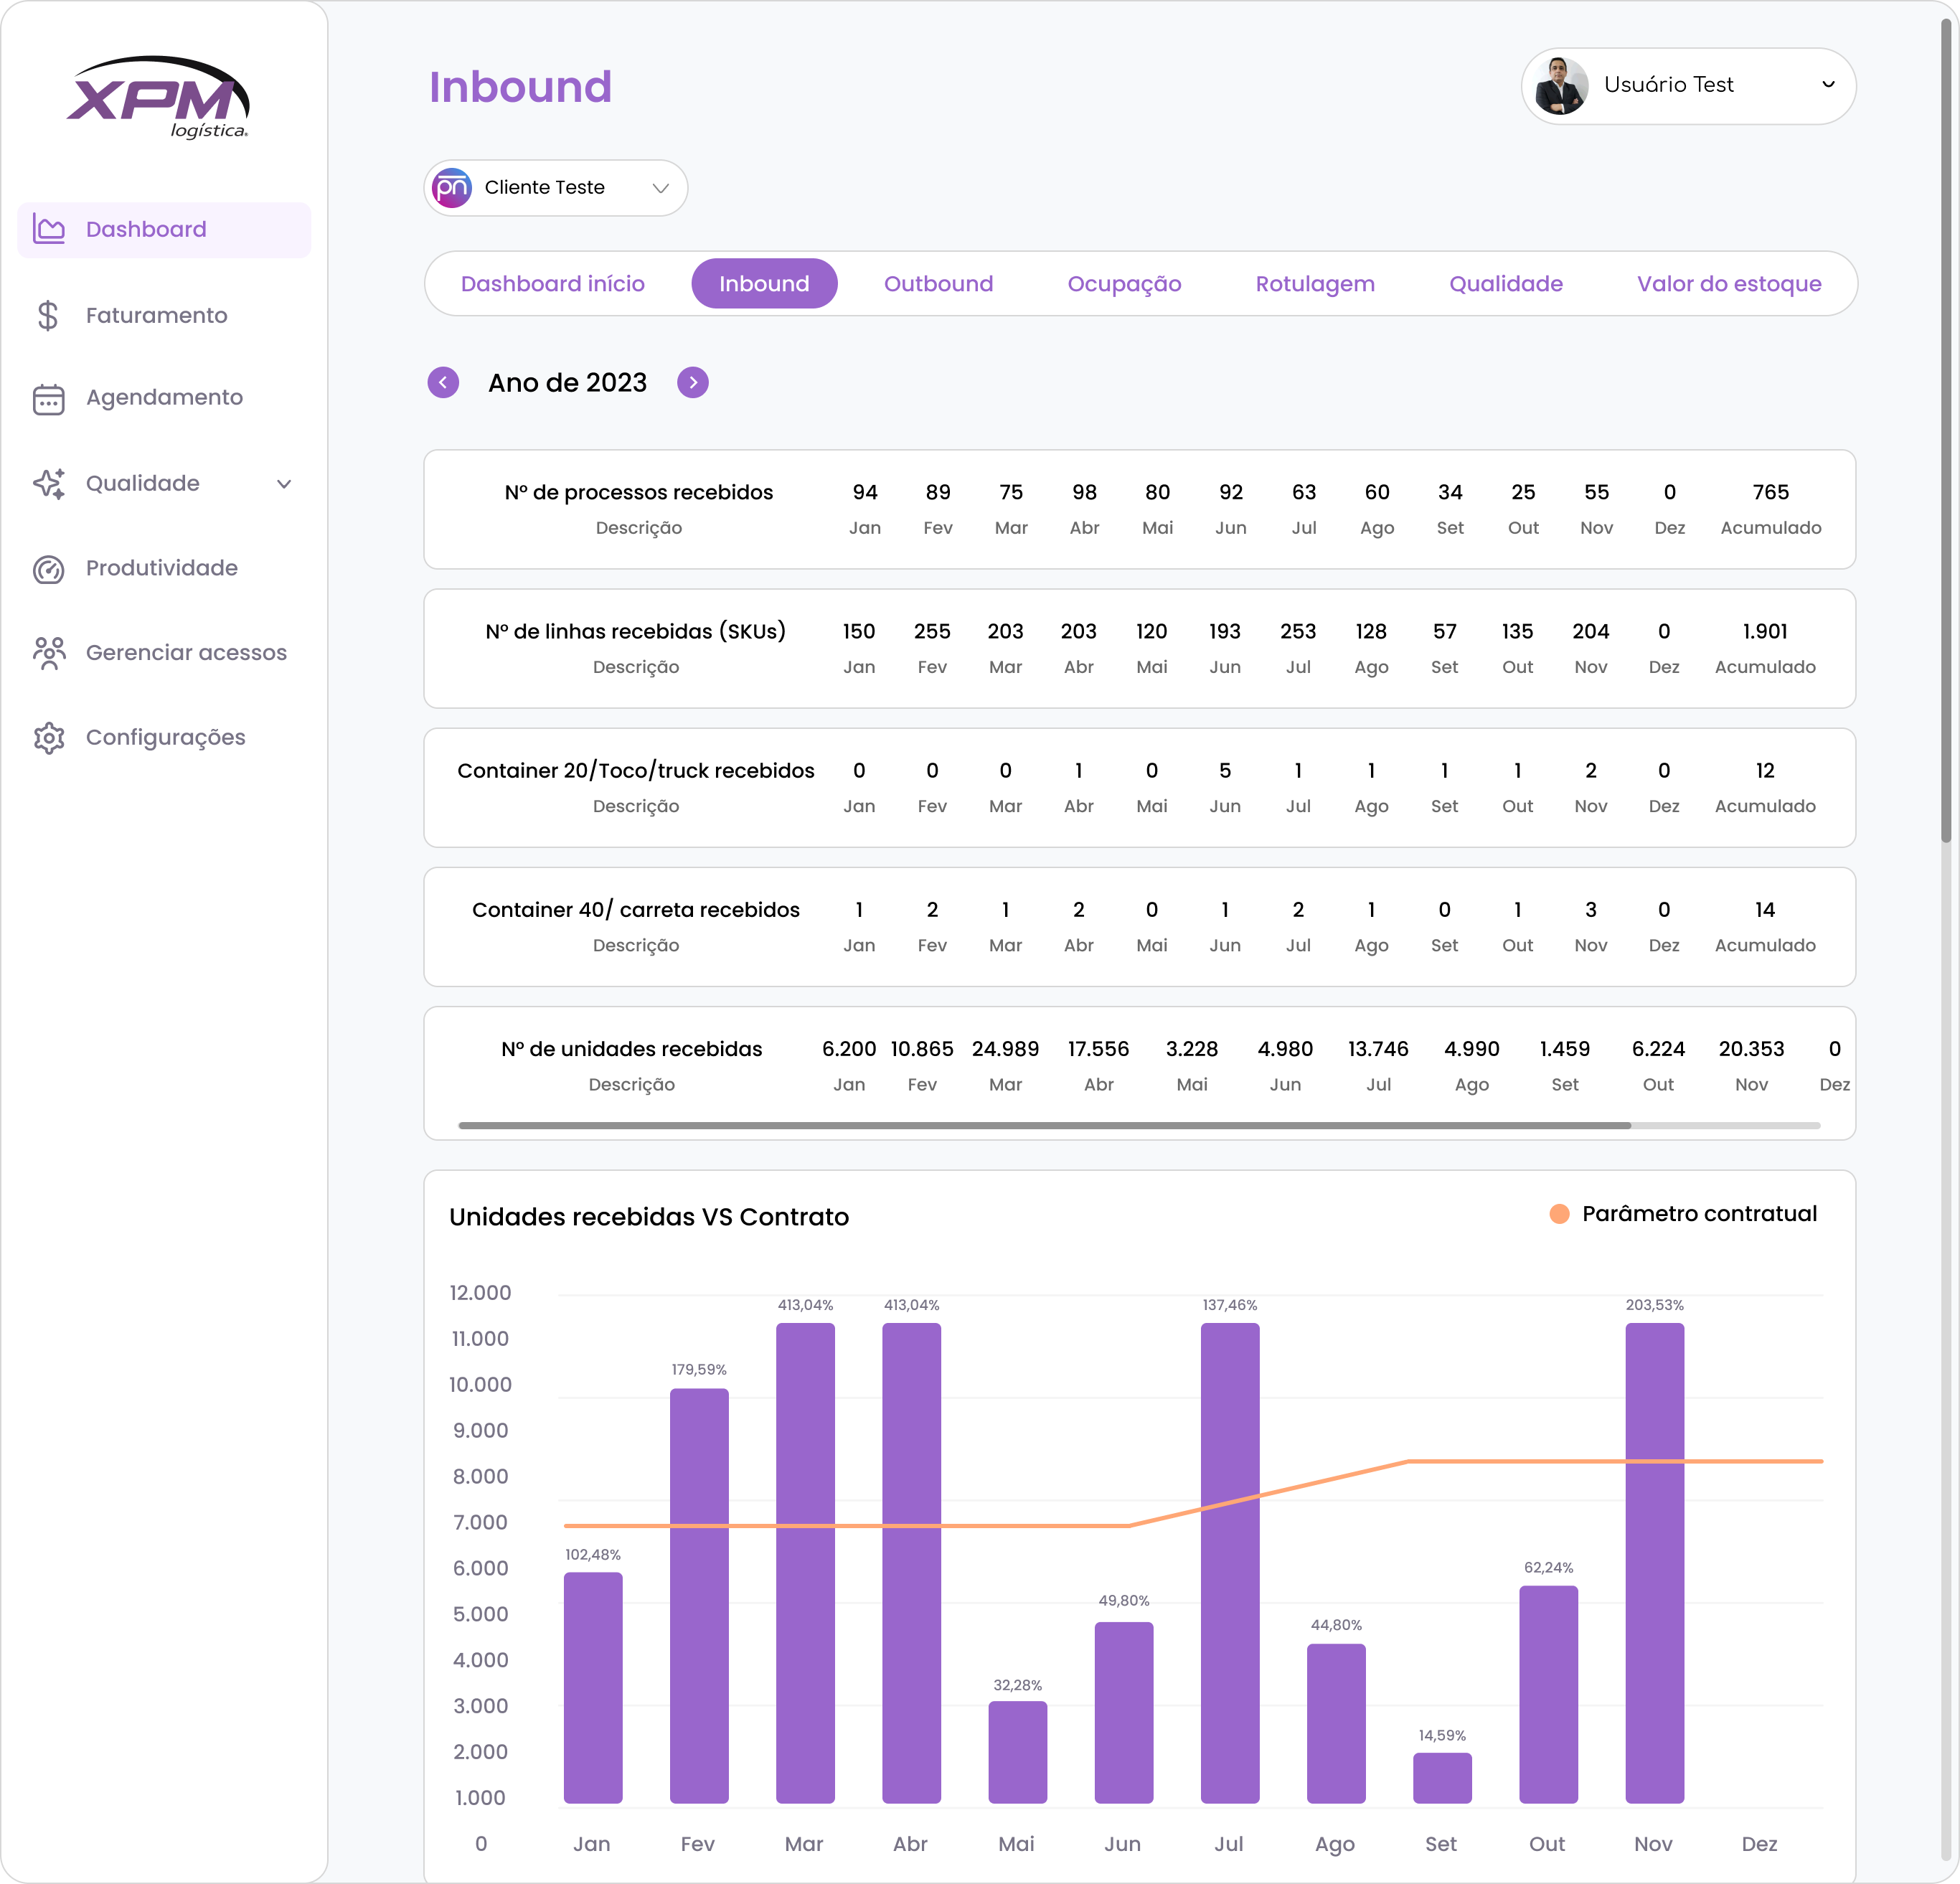 XPM
logística
Inbound
Usuário Test
pn Cliente Teste
Dashboard
Faturamento
Agendamento
Qualidade
Produtividade
Gerenciar acessos
Configurações
Dashboard início Inbound Outbound Ocupação Rotulagem Qualidade Valor do estoque
Ano de 2023
Nº de processos recebidos 94 89 75 98 80 92 63 60 34 25 55 0 765
Descrição Jan Fev Mar Abr Mai Jun Jul Ago Set Out Nov Dez Acumulado
Nº de linhas recebidas (SKUs) 150 255 203 203 120 193 253 128 57 135 204 0 1.901
Descrição Jan Fev Mar Abr Mai Jun Jul Ago Set Out Nov Dez Acumulado
Container 20/Toco/truck recebidos 0 0 0 1 0 5 1 1 1 1 2 0 12
Descrição Jan Fev Mar Abr Mai Jun Jul Ago Set Out Nov Dez Acumulado
Container 40/ carreta recebidos 1 2 1 2 0 1 2 1 0 1 3 0 14
Descrição Jan Fev Mar Abr Mai Jun Jul Ago Set Out Nov Dez Acumulado
Nº de unidades recebidas 6.200 10.865 24.989 17.556 3.228 4.980 13.746 4.990 1.459 6.224 20.353 0
Descrição Jan Fev Mar Abr Mai Jun Jul Ago Set Out Nov Dez
Unidades recebidas VS Contrato
Parâmetro contratual
12.000
11.000
10.000
9.000
8.000
7.000
6.000
5.000
4.000
3.000
2.000
1.000
0
102,48%
179,59%
413,04%
413,04%
32,28%
49,80%
137,46%
44,80%
14,59%
62,24%
203,53%
Jan Fev Mar Abr Mai Jun Jul Ago Set Out Nov Dez